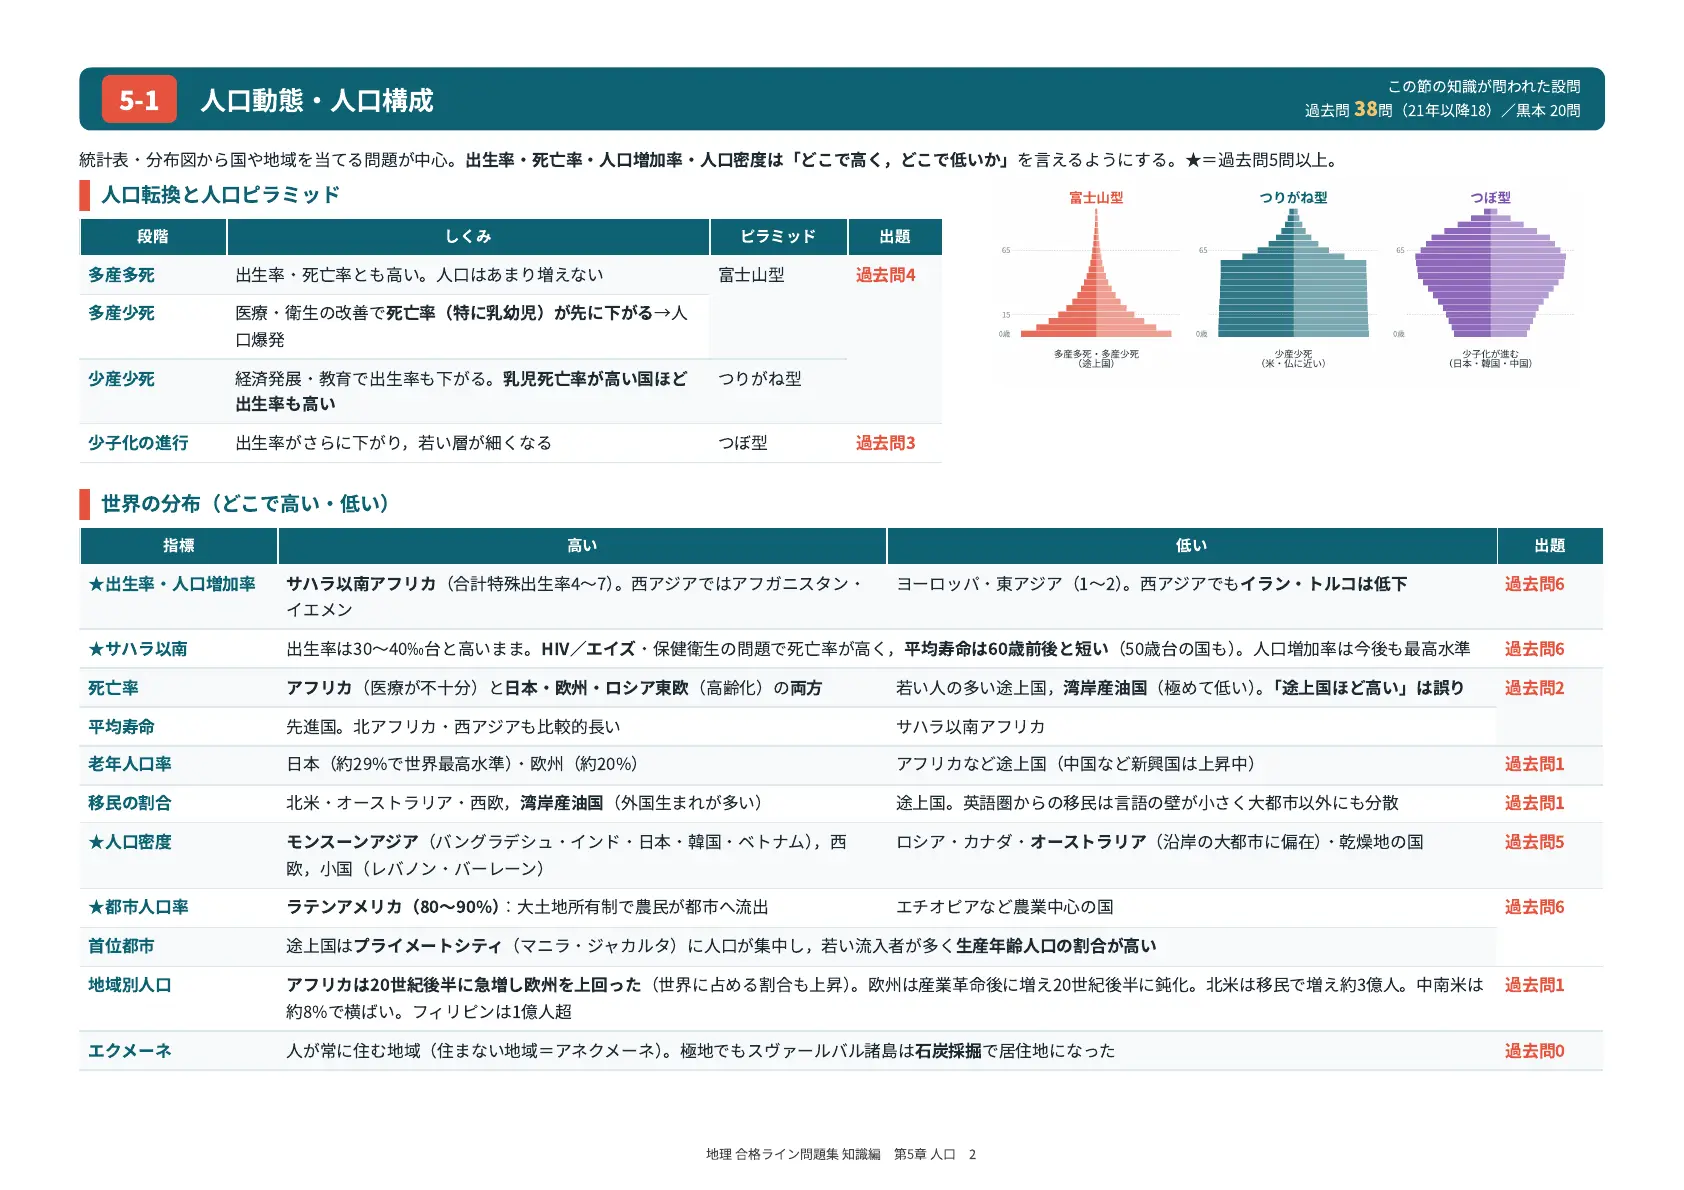 5-1 人口動態・人口構成
この節の知識が問われた設問
過去問 38問（21年以降18）／黒本 20問
統計表・分布図から国や地域を当てる問題が中心。出生率・死亡率・人口増加率・人口密度は「どこで高く，どこで低いか」を言えるようにする。★＝過去問5問以上。
人口転換と人口ピラミッド
段階 しくみ ピラミッド 出題
多産多死 出生率・死亡率とも高い。人口はあまり増えない 富士山型 過去問4
多産少死 医療・衛生の改善で死亡率（特に乳幼児）が先に下がる→人
口爆発
少産少死 経済発展・教育で出生率も下がる。乳児死亡率が高い国ほど つりがね型
出生率も高い
少子化の進行 出生率がさらに下がり，若い層が細くなる つぼ型 過去問3
富士山型 つりがね型 つぼ型
65 65 65
15 15 15
0歳 0歳 0歳
多産多死・多産少死 少産少死 少子化が進む
（途上国） （米・仏に近い） （日本・韓国・中国）
世界の分布（どこで高い・低い）
指標 高い 低い 出題
★出生率・人口増加率 サハラ以南アフリカ（合計特殊出生率4〜7）。西アジアではアフガニスタン・ ヨーロッパ・東アジア（1〜2）。西アジアでもイラン・トルコは低下 過去問6
イエメン
★サハラ以南 出生率は30〜40‰台と高いまま。HIV／エイズ・保健衛生の問題で死亡率が高く，平均寿命は60歳前後と短い（50歳台の国も）。人口増加率は今後も最高水準 過去問6
死亡率 アフリカ（医療が不十分）と日本・欧州・ロシア東欧（高齢化）の両方 若い人の多い途上国，湾岸産油国（極めて低い）。「途上国ほど高い」は誤り 過去問2
平均寿命 先進国。北アフリカ・西アジアも比較的長い サハラ以南アフリカ
老年人口率 日本（約29%で世界最高水準）・欧州（約20%） アフリカなど途上国（中国など新興国は上昇中） 過去問1
移民の割合 北米・オーストラリア・西欧，湾岸産油国（外国生まれが多い） 途上国。英語圏からの移民は言語の壁が小さく大都市以外にも分散 過去問1
★人口密度 モンスーンアジア（バングラデシュ・インド・日本・韓国・ベトナム），西 ロシア・カナダ・オーストラリア（沿岸の大都市に偏在）・乾燥地の国 過去問5
欧，小国（レバノン・バーレーン）
★都市人口率 ラテンアメリカ（80〜90%）：大土地所有制で農民が都市へ流出 エチオピアなど農業中心の国 過去問6
首位都市 途上国はプライメートシティ（マニラ・ジャカルタ）に人口が集中し，若い流入者が多く生産年齢人口の割合が高い
地域別人口 アフリカは20世紀後半に急増し欧州を上回った（世界に占める割合も上昇）。欧州は産業革命後に増え20世紀後半に鈍化。北米は移民で増え約3億人。中南米は 過去問1
約8%で横ばい。フィリピンは1億人超
エクメーネ 人が常に住む地域（住まない地域＝アネクメーネ）。極地でもスヴァールバル諸島は石炭採掘で居住地になった 過去問0
地理 合格ライン問題集 知識編 第5章 人口 2